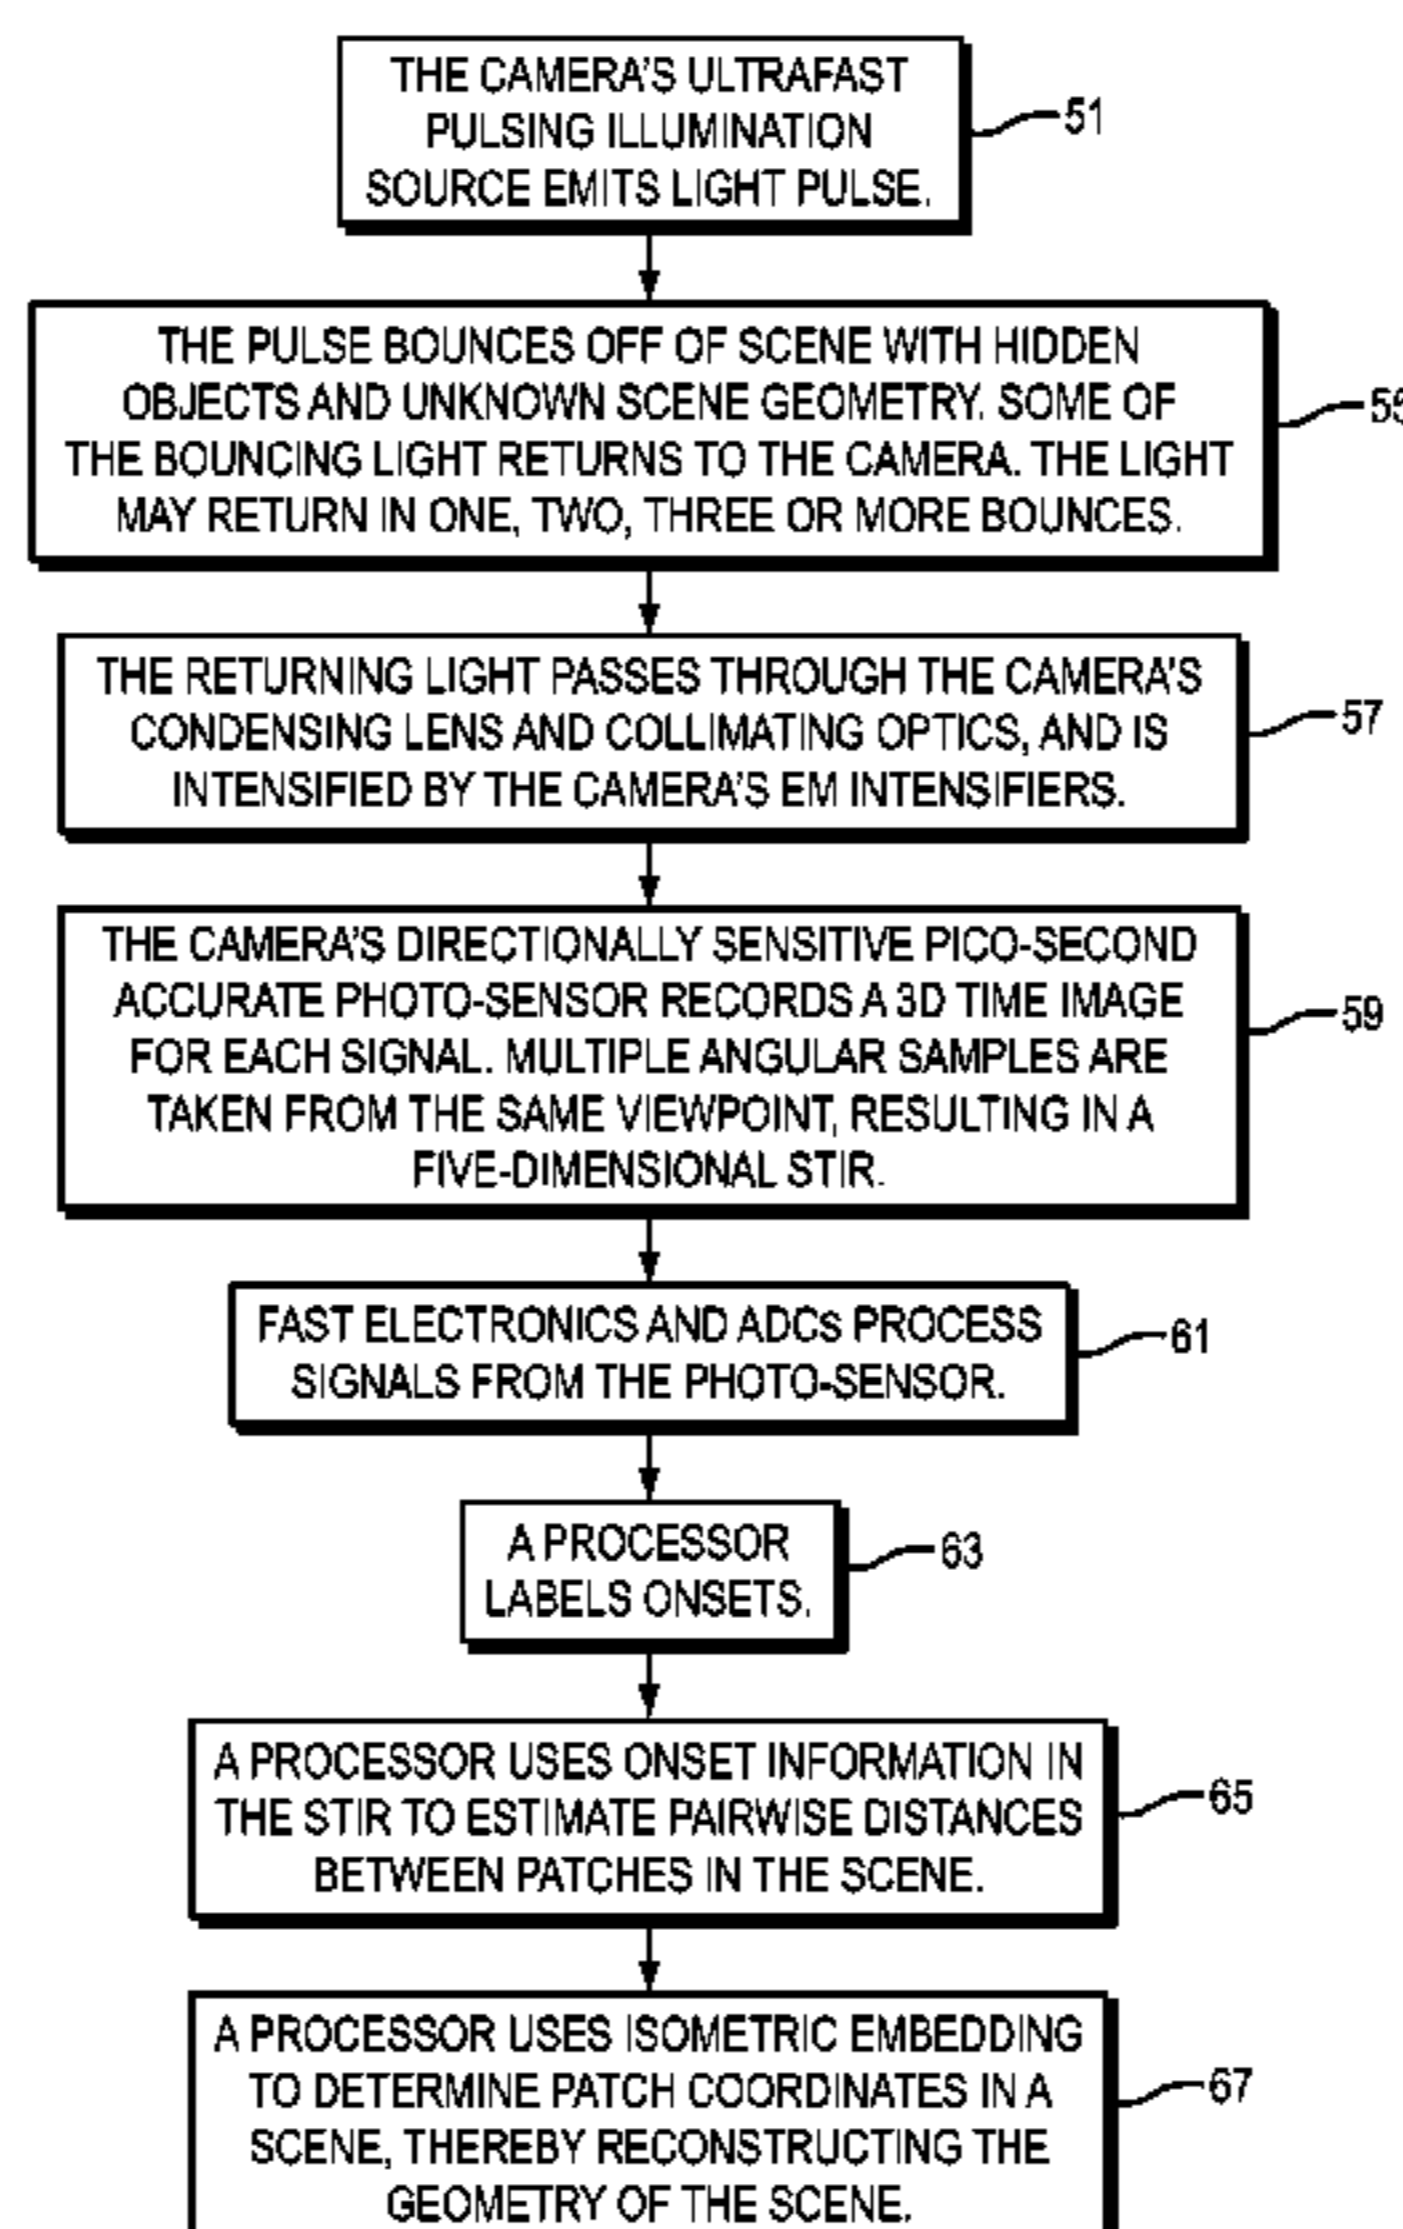 THE CAMERA'S ULTRAFAST
PULSING ILLUMINATION
SOURCE EMITS LIGHT PULSE.
51
THE PULSE BOUNCES OFF OF SCENE WITH HIDDEN
OBJECTS AND UNKNOWN SCENE GEOMETRY. SOME OF
THE BOUNCING LIGHT RETURNS TO THE CAMERA. THE LIGHT
MAY RETURN IN ONE, TWO, THREE OR MORE BOUNCES.
THE RETURNING LIGHT PASSES THROUGH THE CAMERA'S
CONDENSING LENS AND COLLIMATING OPTICS, AND IS
INTENSIFIED BY THE CAMERA'S EM INTENSIFIERS.
57
THE CAMERA'S DIRECTIONALLY SENSITIVE PICO-SECOND
ACCURATE PHOTO-SENSOR RECORDS A 3D TIME IMAGE
FOR EACH SIGNAL. MULTIPLE ANGULAR SAMPLES ARE
TAKEN FROM THE SAME VIEWPOINT, RESULTING IN A
FIVE-DIMENSIONAL STIR.
59
FAST ELECTRONICS AND ADCs PROCESS
SIGNALS FROM THE PHOTO-SENSOR.
61
A PROCESSOR
LABELS ONSETS.
63
A PROCESSOR USES ONSET INFORMATION IN
THE STIR TO ESTIMATE PAIRWISE DISTANCES
BETWEEN PATCHES IN THE SCENE.
65
A PROCESSOR USES ISOMETRIC EMBEDDING
TO DETERMINE PATCH COORDINATES IN A
SCENE, THEREBY RECONSTRUCTING THE
GEOMETRY OF THE SCENE.
67